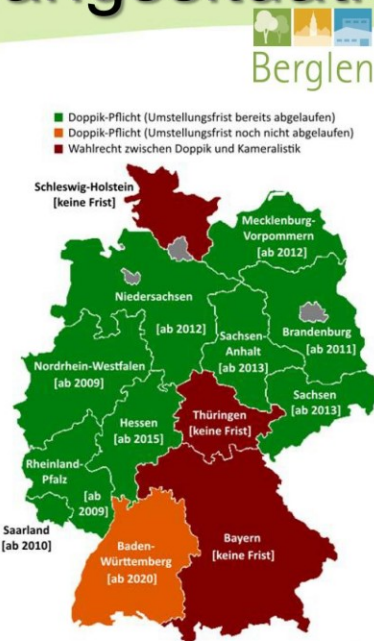 Berglen
Doppik-Pflicht (Umstellungsfrist bereits abgelaufen)
Doppik-Pflicht (Umstellungsfrist noch nicht abgelaufen)
Wahlrecht zwischen Doppik und Kameralistik
Schleswig-Holstein
[keine Frist]
Mecklenburg-
Vorpommern
[ab 2012]
Niedersachsen
[ab 2012]
Brandenburg
[ab 2011]
Sachsen-
Anhalt
[ab 2013]
Nordrhein-Westfalen
[ab 2009]
Sachsen
[ab 2013]
Hessen
[ab 2015]
Thüringen
[keine Frist]
Rheinland-
Pfalz
[ab
2009]
Saarland
[ab 2010]
Baden-
Württemberg
[ab 2020]
Bayern
[keine Frist]